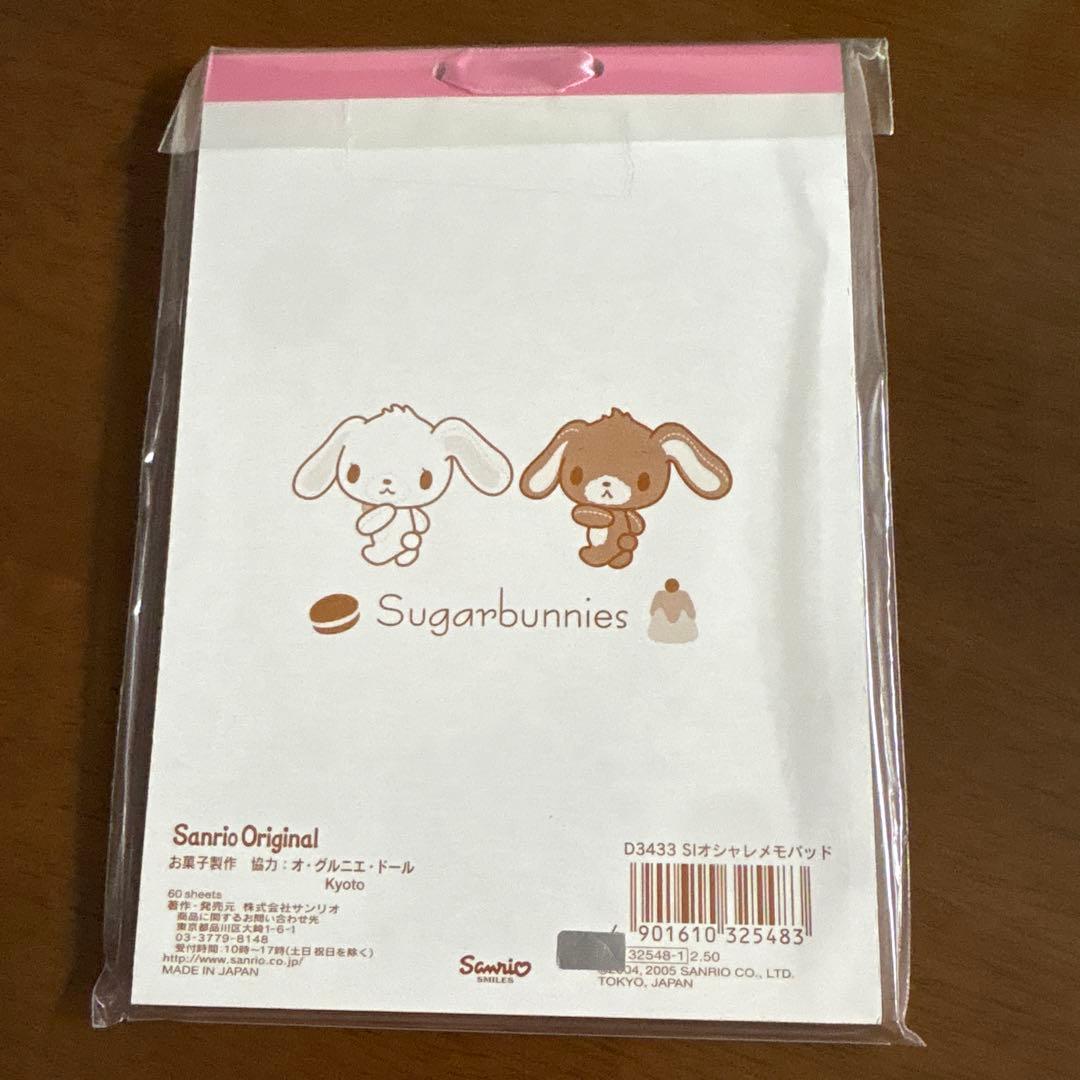 Sugarbunnies
Sanrio Original
お菓子製作 協力:オ・グルニエ・ドール
Kyoto
60 sheets
著作・発売元 株式会社サンリオ
商品に関するお問い合わせ先
東京都品川区大崎1-6-1
03-3779-8148
受付時間:10時〜17時(土日祝日を除く)
http://www.sanrio.co.jp/
MADE IN JAPAN
Sanrio
SMILES
D3433 SIオシャレメモパッド
4 901610 325483
32548-1 2.50
©2004, 2005 SANRIO CO., LTD.
TOKYO, JAPAN